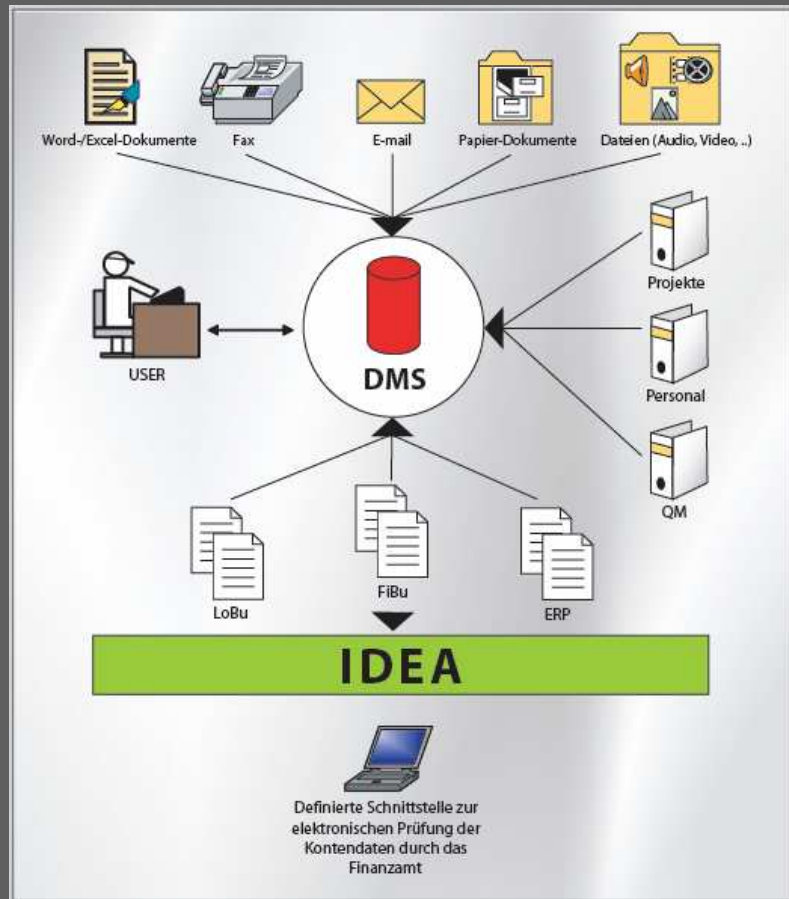 Word-/Excel-Dokumente
Fax
E-mail
Papier-Dokumente
Dateien (Audio, Video, ..)
Projekte
USER
DMS
Personal
QM
LoBu
FiBu
ERP
IDEA
Definierte Schnittstelle zur
elektronischen Prüfung der
Kontendaten durch das
Finanzamt